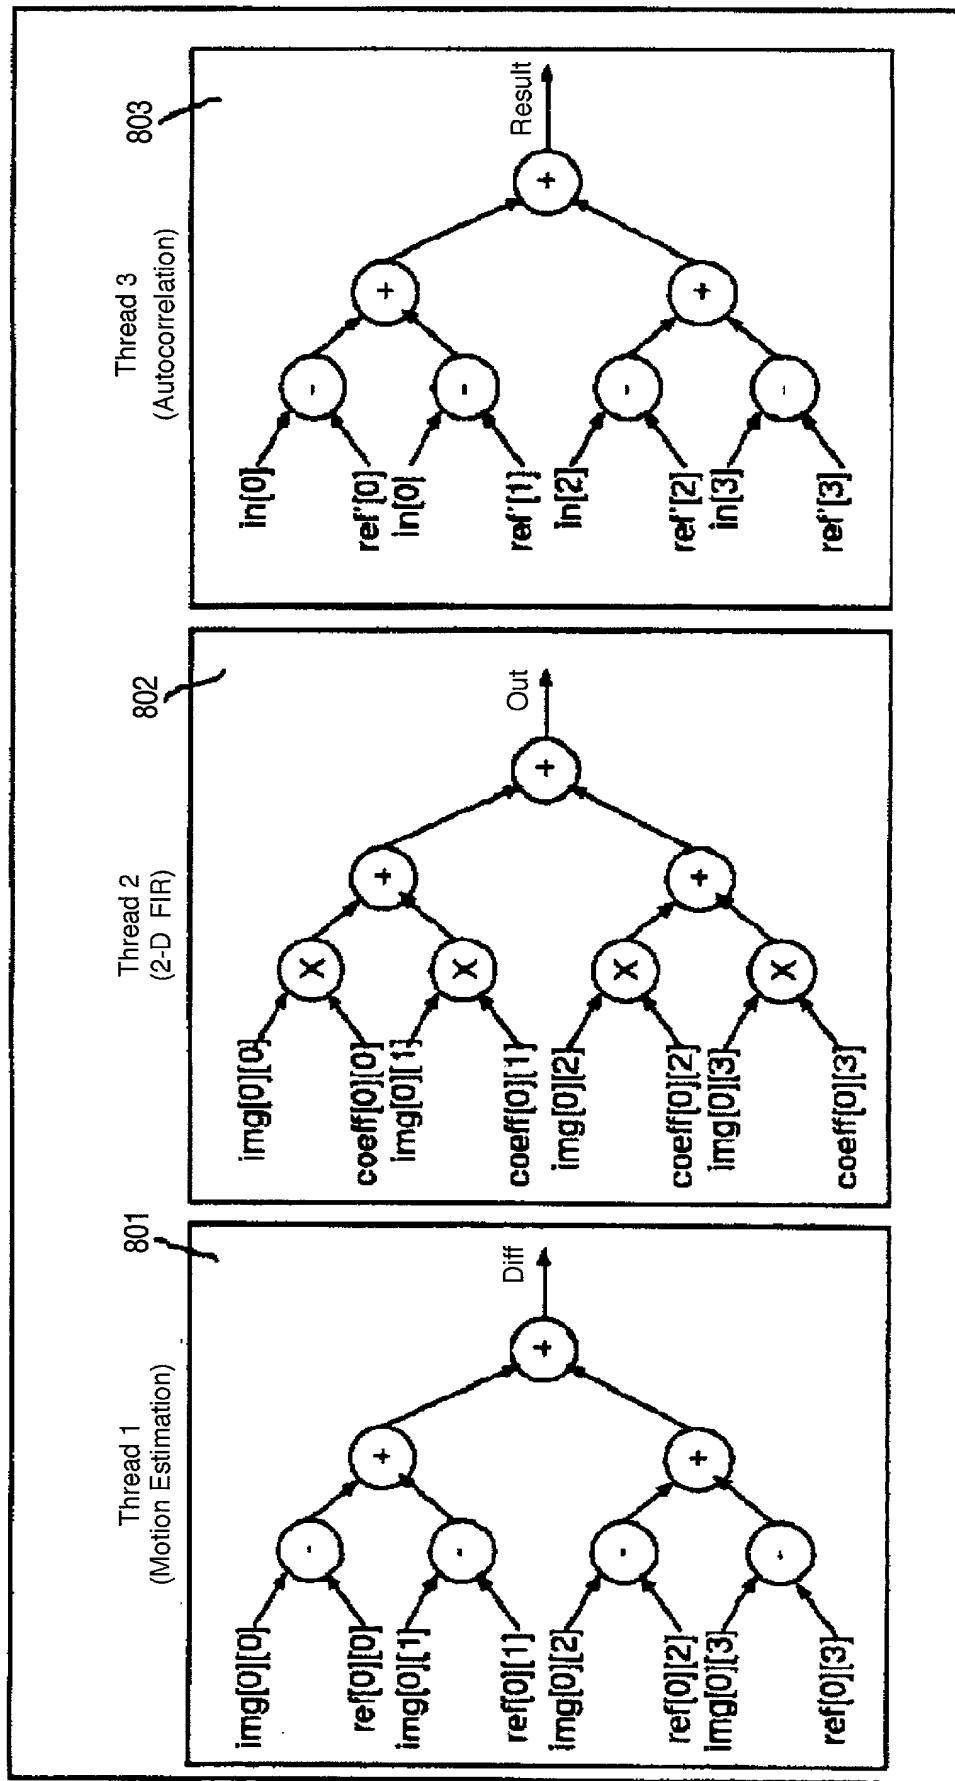 Thread 1
(Motion Estimation)
801
img[0][0]
ref[0][0]
img[0][1]
ref[0][1]
img[0][2]
ref[0][2]
img[0][3]
ref[0][3]
-
-
-
-
+
+
+
Diff
Thread 2
(2-D FIR)
802
img[0][0]
coeff[0][0]
img[0][1]
coeff[0][1]
img[0][2]
coeff[0][2]
img[0][3]
coeff[0][3]
X
X
X
X
+
+
+
Out
Thread 3
(Autocorrelation)
803
in[0]
ref'[0]
in[0]
ref'[1]
in[2]
ref'[2]
in[3]
ref'[3]
-
-
-
-
+
+
+
Result